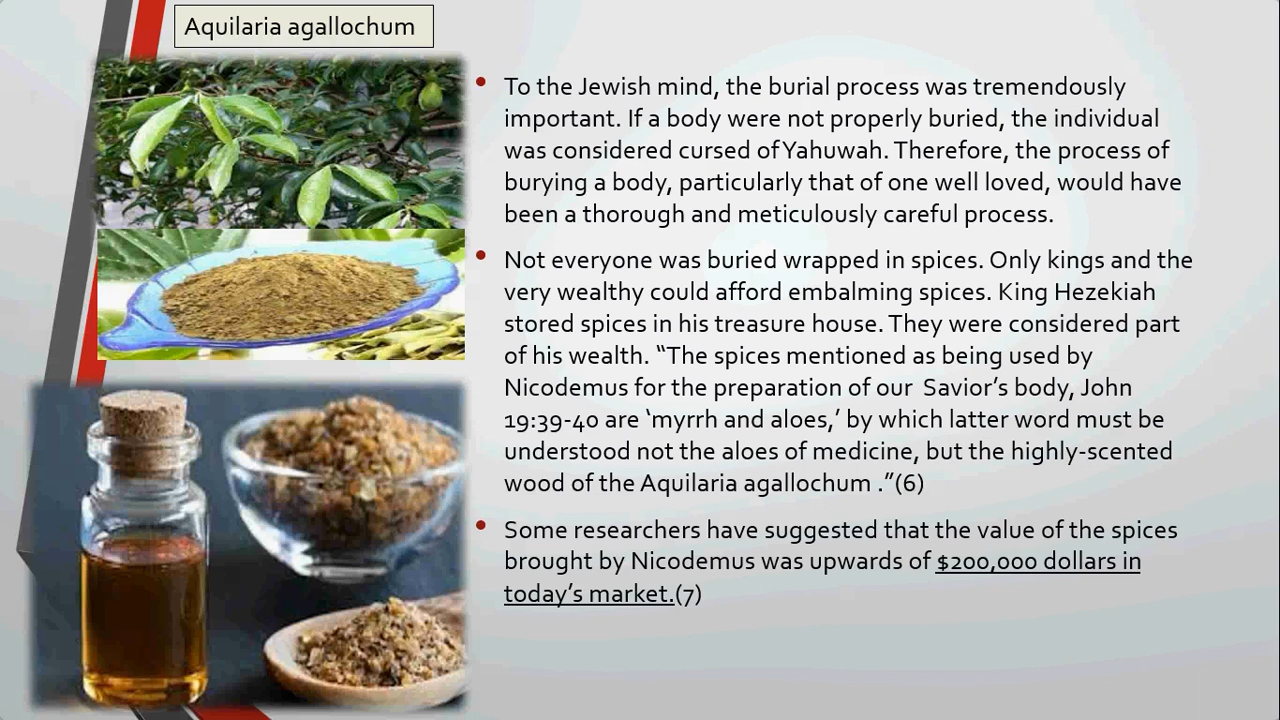 Aquilaria agallochum
• To the Jewish mind, the burial process was tremendously
important. If a body were not properly buried, the individual
was considered cursed of Yahuwah. Therefore, the process of
burying a body, particularly that of one well loved, would have
been a thorough and meticulously careful process.
• Not everyone was buried wrapped in spices. Only kings and the
very wealthy could afford embalming spices. King Hezekiah
stored spices in his treasure house. They were considered part
of his wealth. “The spices mentioned as being used by
Nicodemus for the preparation of our Savior’s body, John
19:39-40 are ‘myrrh and aloes,’ by which latter word must be
understood not the aloes of medicine, but the highly-scented
wood of the Aquilaria agallochum .”(6)
• Some researchers have suggested that the value of the spices
brought by Nicodemus was upwards of $200,000 dollars in
today’s market.(7)